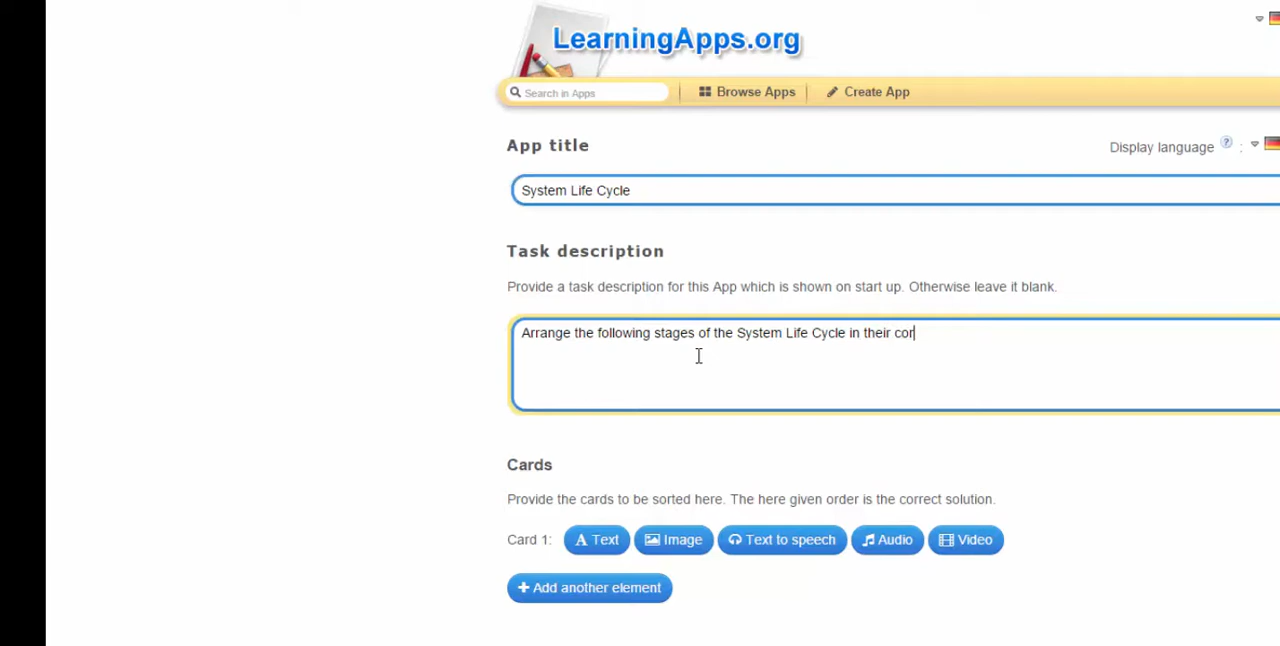 LearningApps.org
Search in Apps
Browse Apps
Create App
App title
Display language ? :
System Life Cycle
Task description
Provide a task description for this App which is shown on start up. Otherwise leave it blank.
Arrange the following stages of the System Life Cycle in their cor
Cards
Provide the cards to be sorted here. The here given order is the correct solution.
Card 1: A Text Image Text to speech Audio Video
+ Add another element